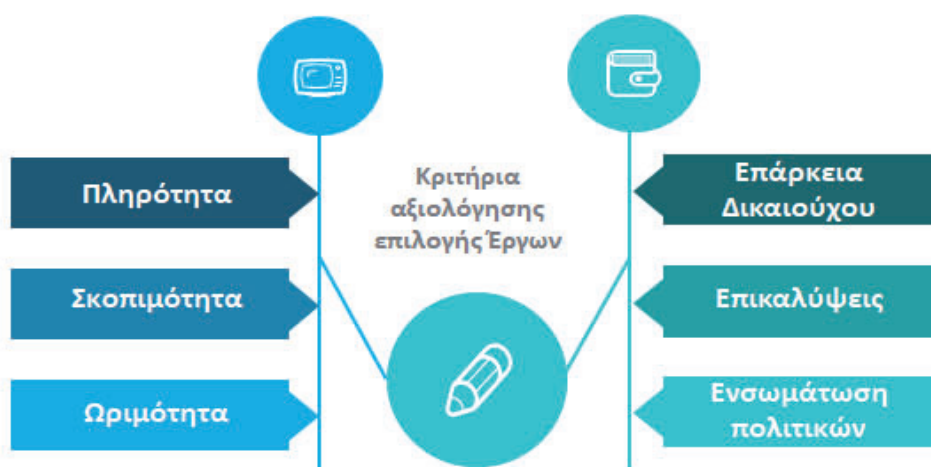 Κριτήρια
αξιολόγησης
επιλογής Έργων
Πληρότητα
Σκοπιμότητα
Ωριμότητα
Επάρκεια
Δικαιούχου
Επικαλύψεις
Ενσωμάτωση
πολιτικών